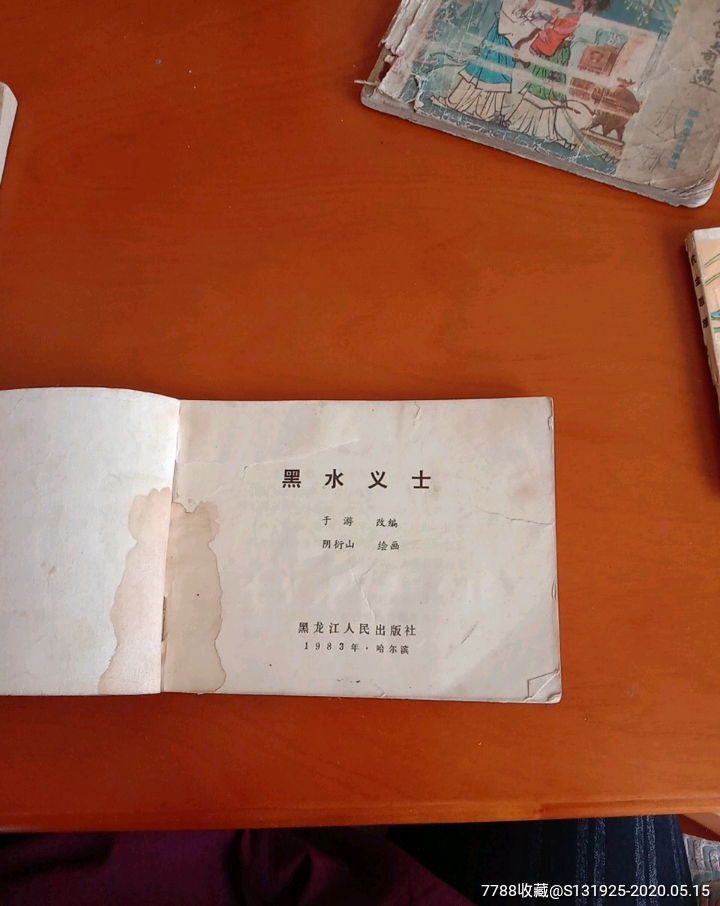 黑水义士
于游 改编
阴衍山 绘画
黑龙江人民出版社
1983年·哈尔滨
7788收藏@S131925-2020.05.15